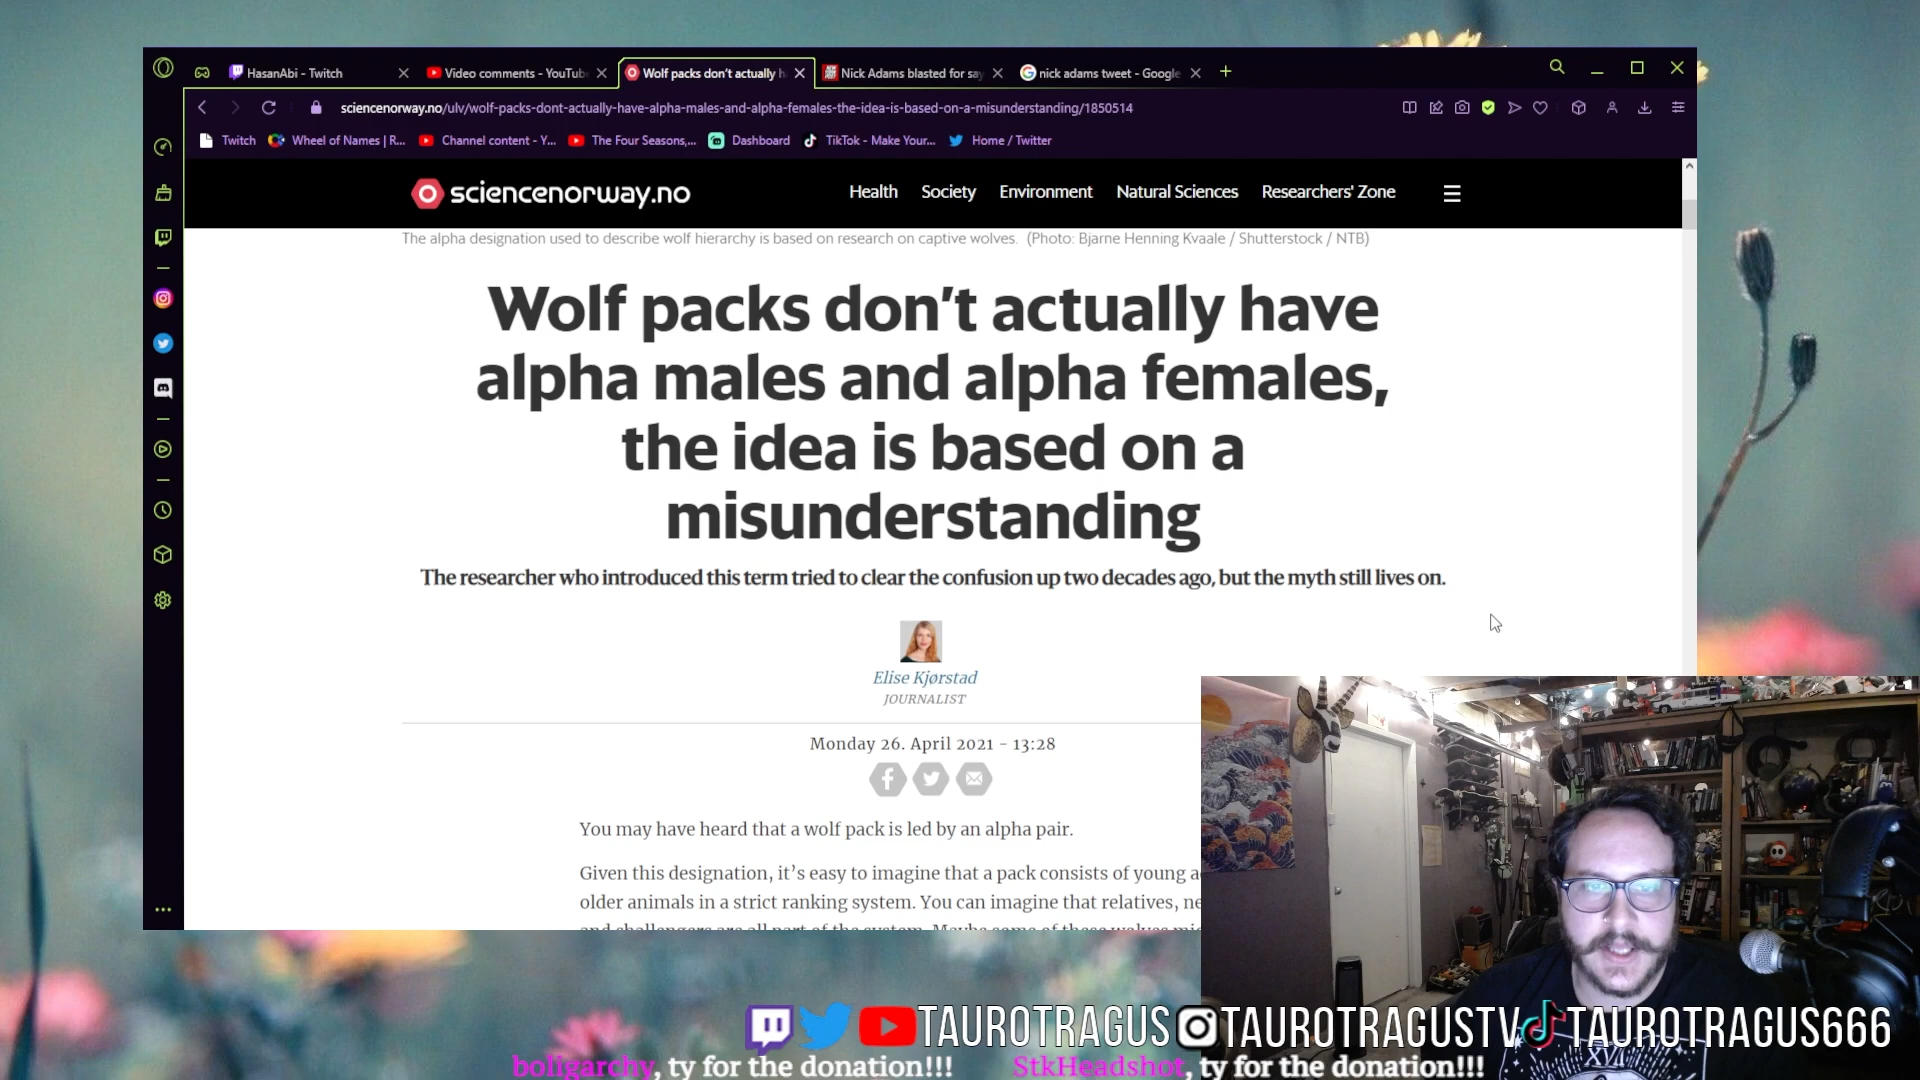 HasanAbi - Twitch
Video comments - YouTub
Wolf packs don't actually h
Nick Adams blasted for say
nick adams tweet - Google
sciencenorway.no/ulv/wolf-packs-dont-actually-have-alpha-males-and-alpha-females-the-idea-is-based-on-a-misunderstanding/1850514
Twitch
Wheel of Names | R...
Channel content - Y...
The Four Seasons,...
Dashboard
TikTok - Make Your...
Home / Twitter
sciencenorway.no
Health
Society
Environment
Natural Sciences
Researchers' Zone
The alpha designation used to describe wolf hierarchy is based on research on captive wolves. (Photo: Bjarne Henning Kvaale / Shutterstock / NTB)
Wolf packs don't actually have
alpha males and alpha females,
the idea is based on a
misunderstanding
The researcher who introduced this term tried to clear the confusion up two decades ago, but the myth still lives on.
Elise Kjørstad
JOURNALIST
Monday 26. April 2021 - 13:28
You may have heard that a wolf pack is led by an alpha pair.
Given this designation, it's easy to imagine that a pack consists of young a
older animals in a strict ranking system. You can imagine that relatives, ne
TAUROTRAGUS
TAUROTRAGUSTV
TAUROTRAGUS666
XVI
boligarchy, ty for the donation!!!
StkHeadshot, ty for the donation!!!